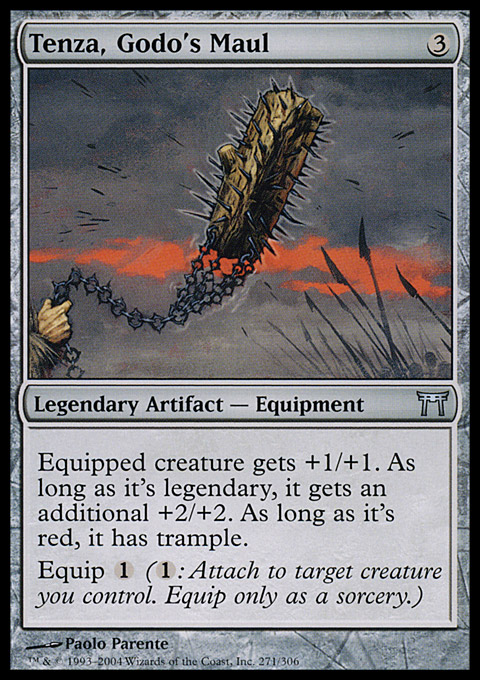 Tenza, Godo's Maul 3
Legendary Artifact — Equipment
Equipped creature gets +1/+1. As
long as it's legendary, it gets an
additional +2/+2. As long as it's
red, it has trample.
Equip 1 (1: Attach to target creature
you control. Equip only as a sorcery.)
Paolo Parente
™ & © 1993–2004 Wizards of the Coast, Inc. 271/306